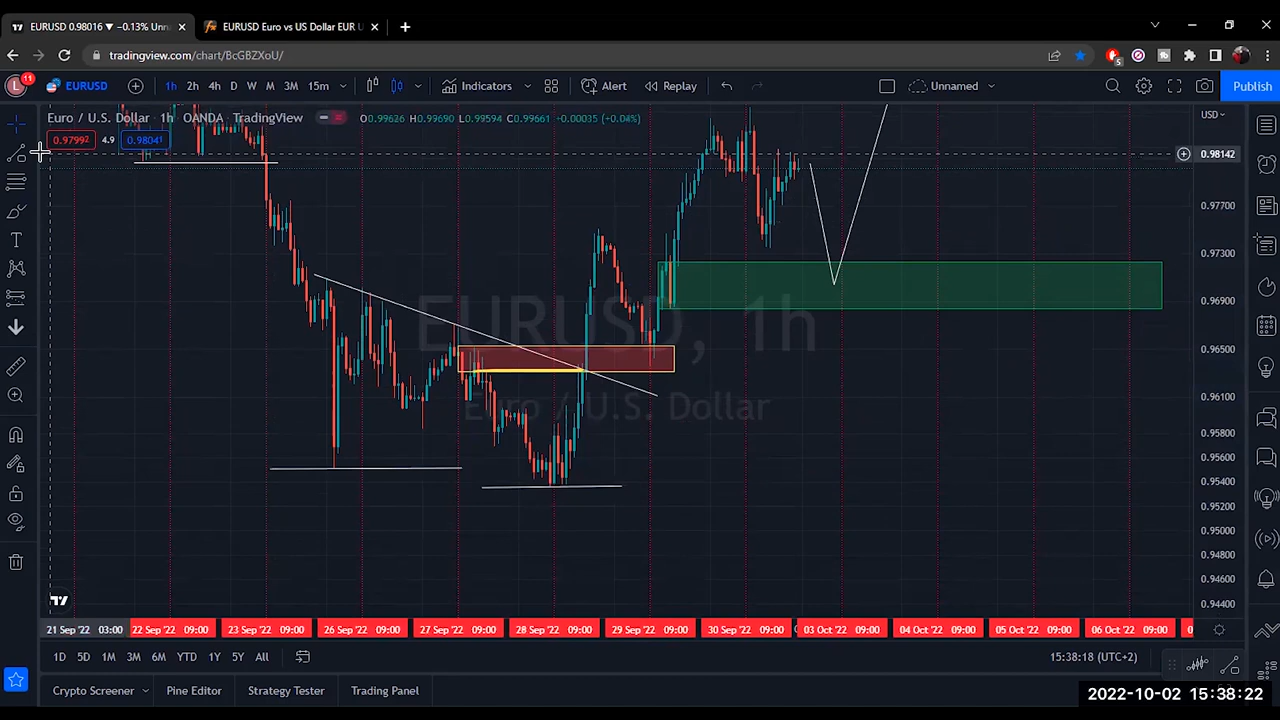 EURUSD 0.98016 ▼ −0.13% Unna
EURUSD Euro vs US Dollar EUR U
tradingview.com/chart/BcGBZXoU/
5
L
11
EURUSD
1h 2h 4h D W M 3M 15m
Indicators
Alert
Replay
Unnamed
Publish
Euro / U.S. Dollar · 1h · OANDA · TradingView
O0.99626 H0.99690 L0.99594 C0.99661 -0.00035 (+0.04%)
USD
0.97992
4.9
0.98041
0.98142
0.97700
0.97300
0.96900
0.96500
0.96100
0.95800
0.95600
0.95400
0.95000
0.94800
0.94600
0.94400
EURUSD, 1h
Euro / U.S. Dollar
21 Sep '22 03:00
22 Sep '22 09:00
23 Sep '22 09:00
26 Sep '22 09:00
27 Sep '22 09:00
28 Sep '22 09:00
29 Sep '22 09:00
30 Sep '22 09:00
03 Oct '22 09:00
04 Oct '22 09:00
05 Oct '22 09:00
06 Oct '22 09:00
1D 5D 1M 3M 6M YTD 1Y 5Y All
15:38:18 (UTC+2)
Crypto Screener
Pine Editor
Strategy Tester
Trading Panel
2022-10-02 15:38:22